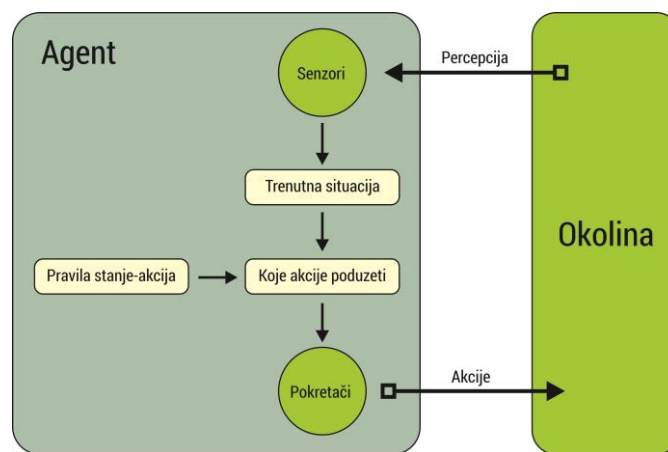 Agent
Senzori
Percepcija
Trenutna situacija
Okolina
Pravila stanje-akcija
Koje akcije poduzeti
Pokretači
Akcije